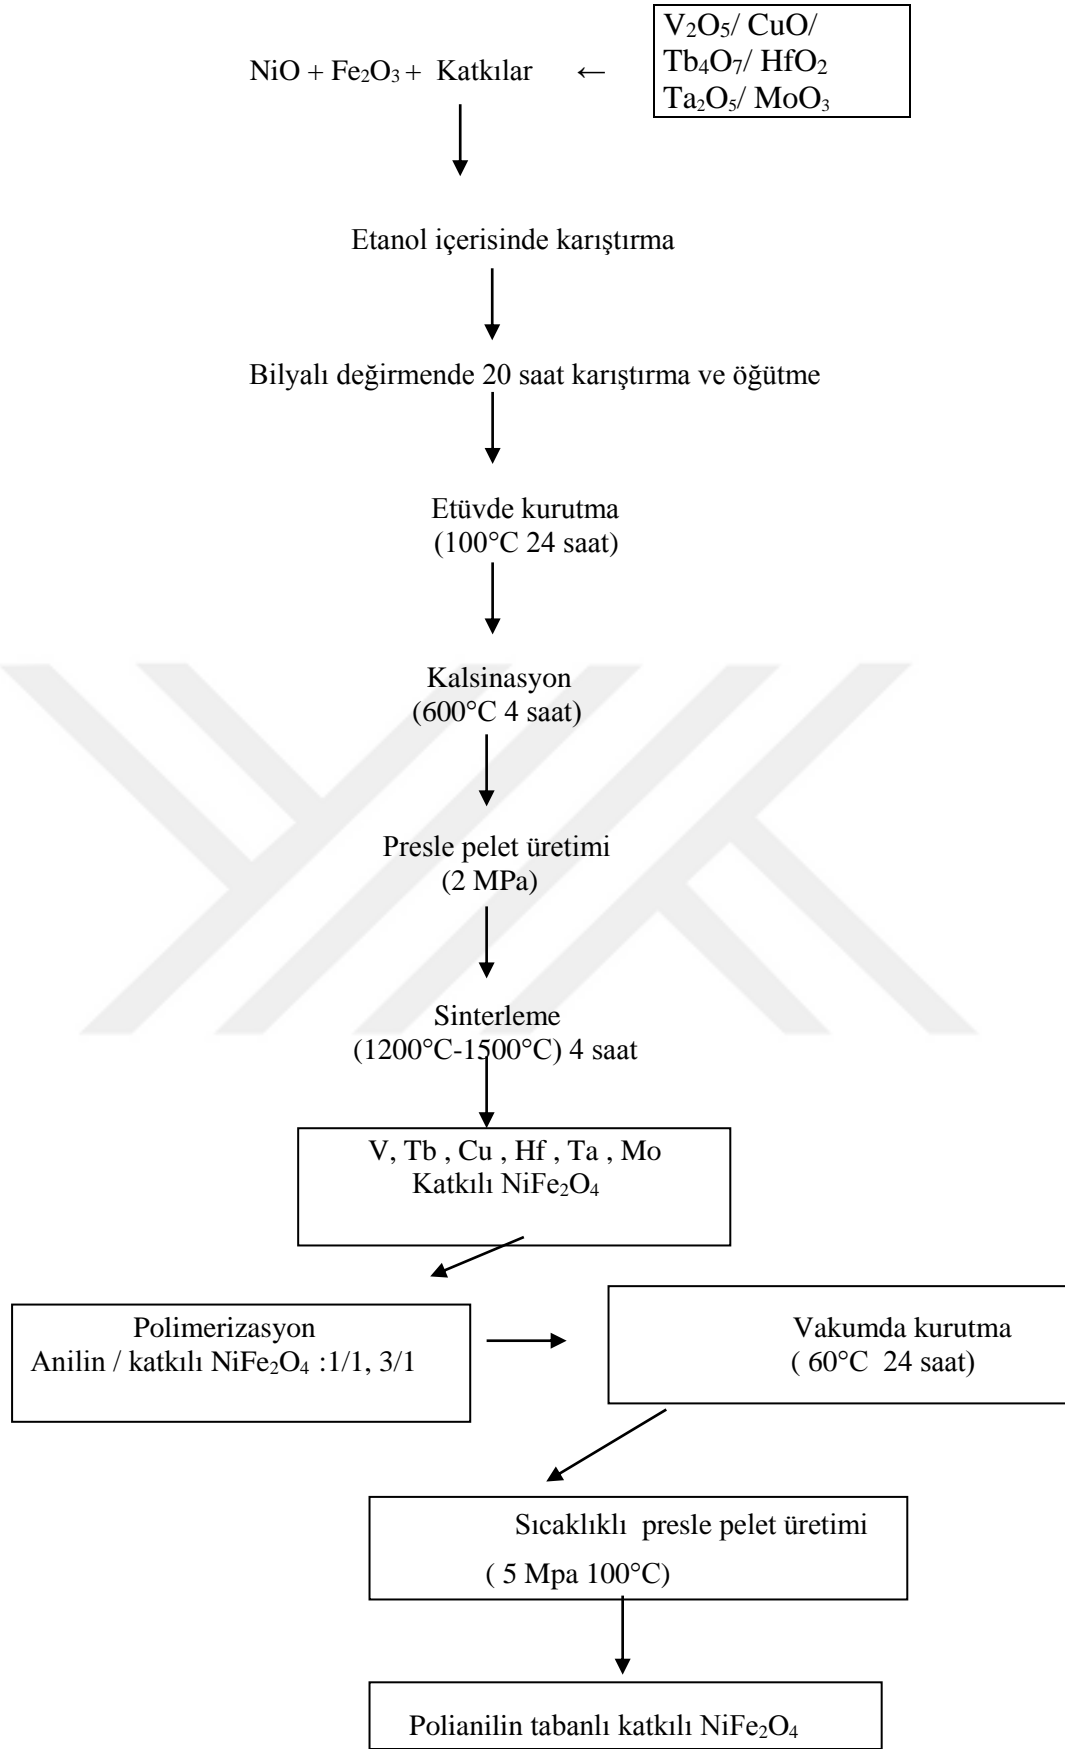 V₂O₅/ CuO/
NiO + Fe₂O₃ + Katkılar ← Tb₄O₇/ HfO₂
Ta₂O₅/ MoO₃
Etanol içerisinde karıştırma
Bilyalı değirmende 20 saat karıştırma ve öğütme
Etüvde kurutma
(100°C 24 saat)
Kalsinasyon
(600°C 4 saat)
Presle pelet üretimi
(2 MPa)
Sinterleme
(1200°C-1500°C) 4 saat
V, Tb , Cu , Hf , Ta , Mo
Katkılı NiFe₂O₄
Polimerizasyon
Anilin / katkılı NiFe₂O₄ :1/1, 3/1
Vakumda kurutma
( 60°C 24 saat)
Sıcaklıklı presle pelet üretimi
( 5 Mpa 100°C)
Polianilin tabanlı katkılı NiFe₂O₄